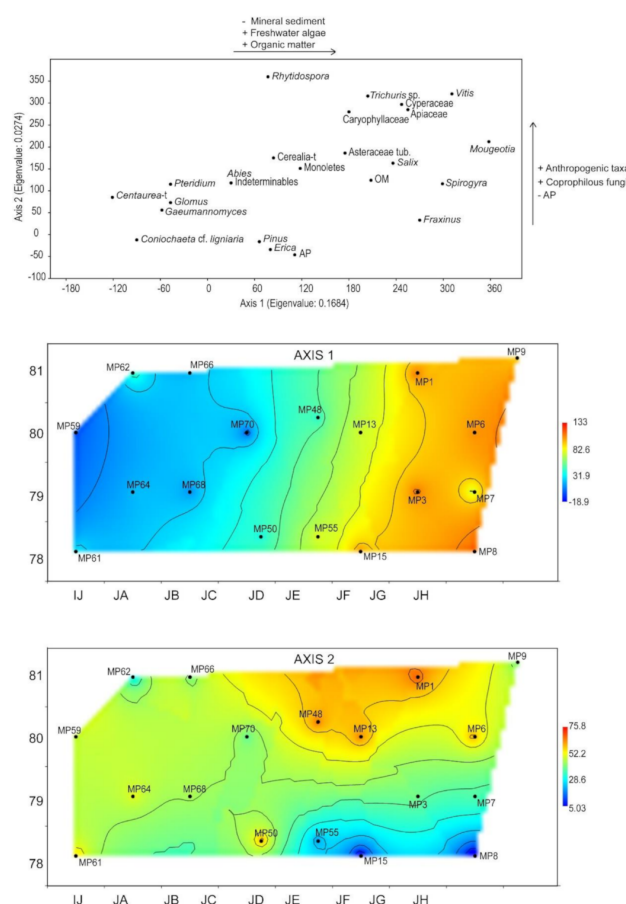 - Mineral sediment
+ Freshwater algae
+ Organic matter
350
300
250
200
150
100
50
0
-50
-100
Axis 2 (Eigenvalue: 0.0274)
Rhytidospora
Trichuris sp.
Vitis
Cyperaceae
Apiaceae
Caryophyllaceae
Mougeotia
Cerealia-t
Asteraceae tub.
Monoletes
Salix
Abies
Indeterminables
OM
Spirogyra
Pteridium
Centaurea-t
Glomus
Gaeumannomyces
Fraxinus
Coniochaeta cf. ligniaria
Pinus
Erica
AP
+ Anthropogenic taxa
+ Coprophilous fungi
- AP
-180 -120 -60 0 60 120 180 240 300 360
Axis 1 (Eigenvalue: 0.1684)
AXIS 1
MP9
81
MP62
MP66
MP1
MP59
80
MP70
MP48
MP13
MP6
79
MP64
MP68
MP3
MP7
MP50
MP55
78
MP61
MP15
MP8
IJ JA JB JC JD JE JF JG JH
133
82.6
31.9
-18.9
AXIS 2
MP9
81
MP62
MP66
MP1
MP48
MP59
80
MP70
MP13
MP6
79
MP64
MP68
MP3
MP7
MP50
MP55
78
MP61
MP15
MP8
IJ JA JB JC JD JE JF JG JH
75.8
52.2
28.6
5.03